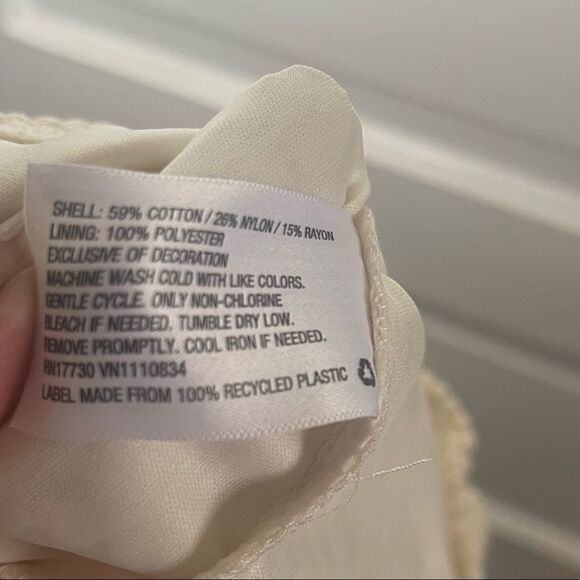 SHELL: 59% COTTON / 26% NYLON / 15% RAYON
LINING: 100% POLYESTER
EXCLUSIVE OF DECORATION
MACHINE WASH COLD WITH LIKE COLORS.
GENTLE CYCLE. ONLY NON-CHLORINE
BLEACH IF NEEDED. TUMBLE DRY LOW.
REMOVE PROMPTLY. COOL IRON IF NEEDED.
RN17730 VN1110834
LABEL MADE FROM 100% RECYCLED PLASTIC